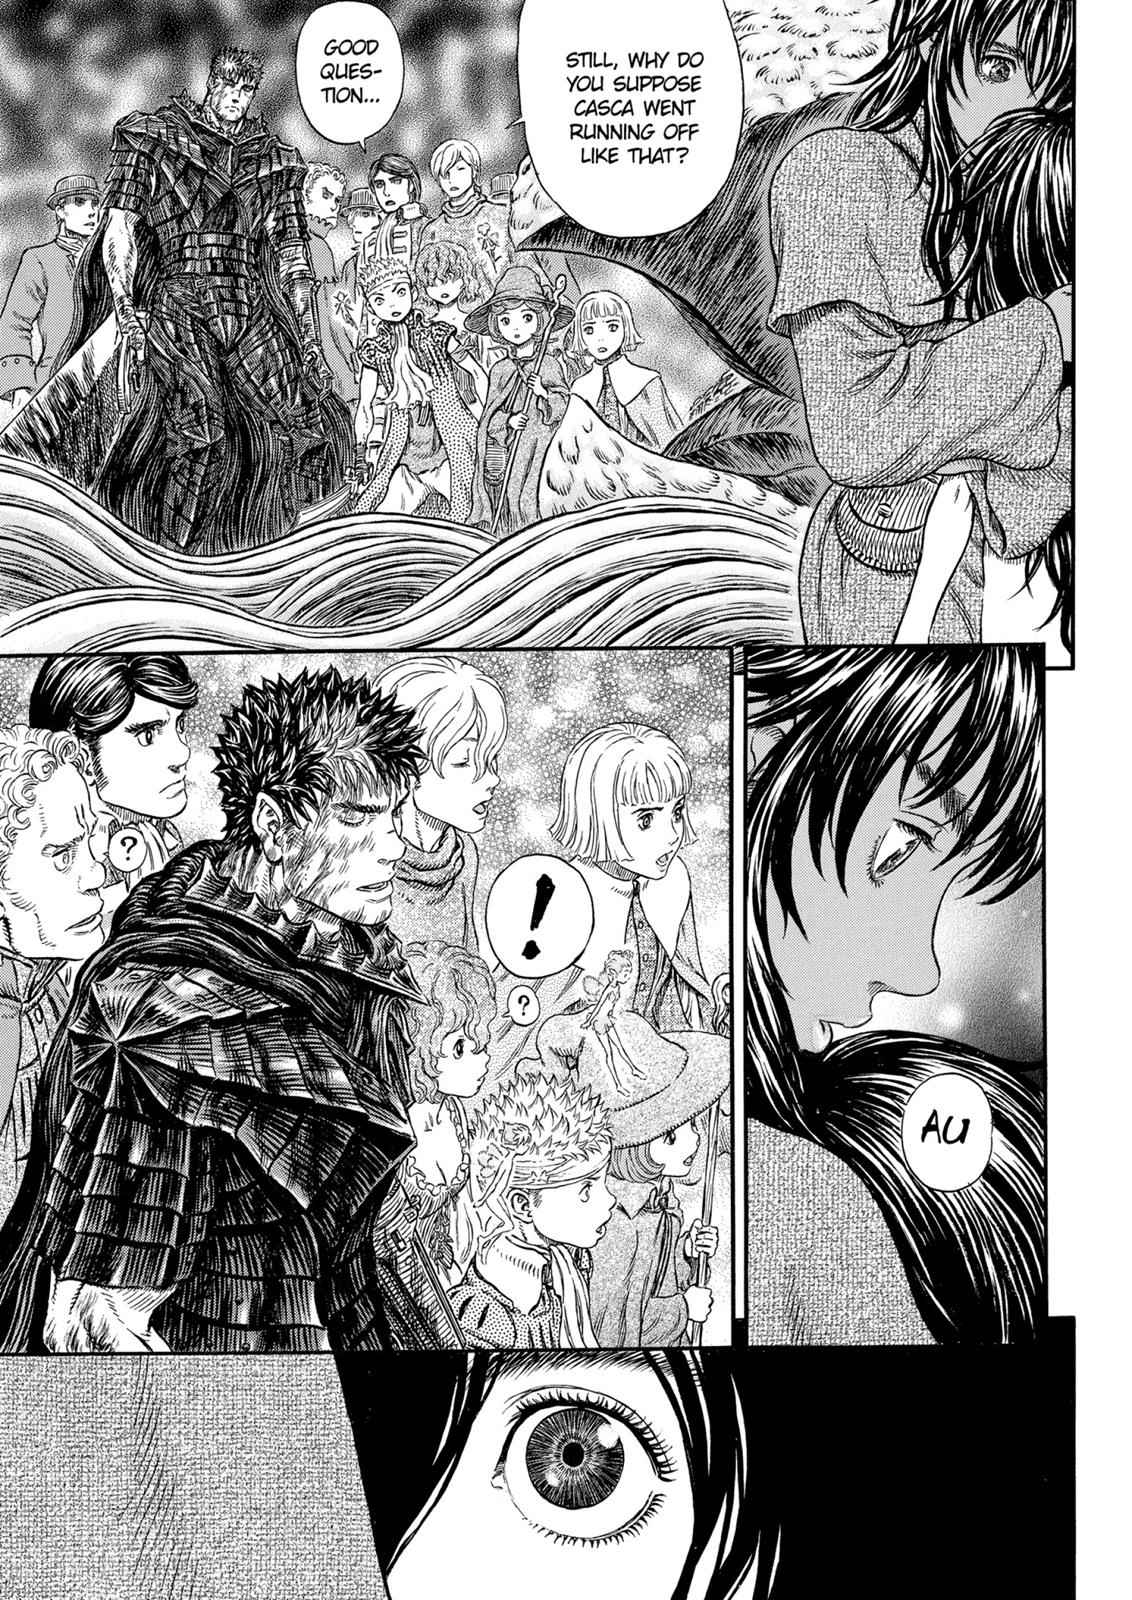 STILL, WHY DO
YOU SUPPOSE
CASCA WENT
RUNNING OFF
LIKE THAT?
GOOD
QUES-
TION...
AU
!
?
?